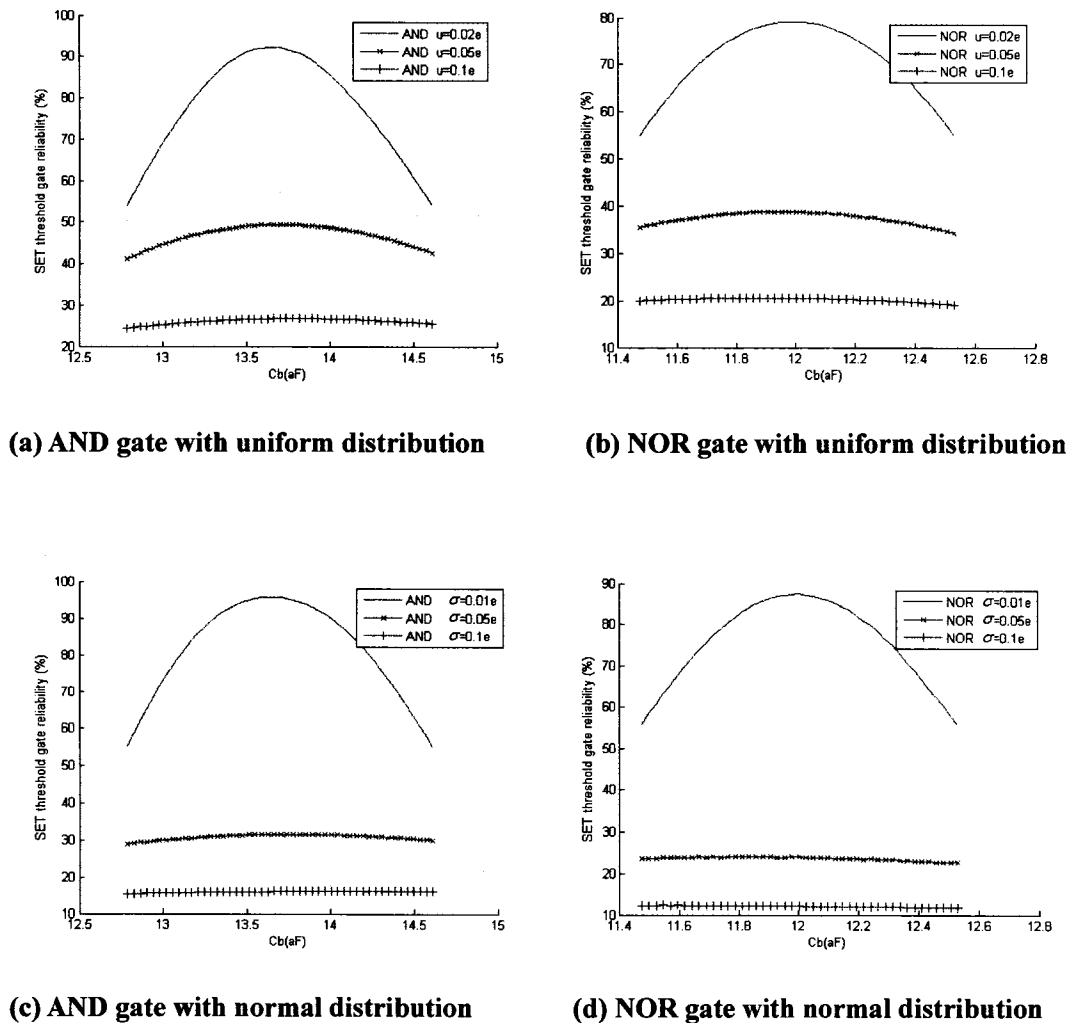 100
90
80
70
60
50
40
30
20
12.5
13
13.5
14
14.5
15
SET threshold gate reliability (%)
Cb(aF)
AND u=0.02e
AND u=0.05e
AND u=0.1e
80
70
60
50
40
30
20
10
11.4
11.6
11.8
12
12.2
12.4
12.6
12.8
SET threshold gate reliability (%)
Cb(aF)
NOR u=0.02e
NOR u=0.05e
NOR u=0.1e
(a) AND gate with uniform distribution
(b) NOR gate with uniform distribution
100
90
80
70
60
50
40
30
20
10
12.5
13
13.5
14
14.5
15
SET threshold gate reliability (%)
Cb(aF)
AND σ=0.01e
AND σ=0.05e
AND σ=0.1e
90
80
70
60
50
40
30
20
10
11.4
11.6
11.8
12
12.2
12.4
12.6
12.8
SET threshold gate reliability (%)
Cb(aF)
NOR σ=0.01e
NOR σ=0.05e
NOR σ=0.1e
(c) AND gate with normal distribution
(d) NOR gate with normal distribution